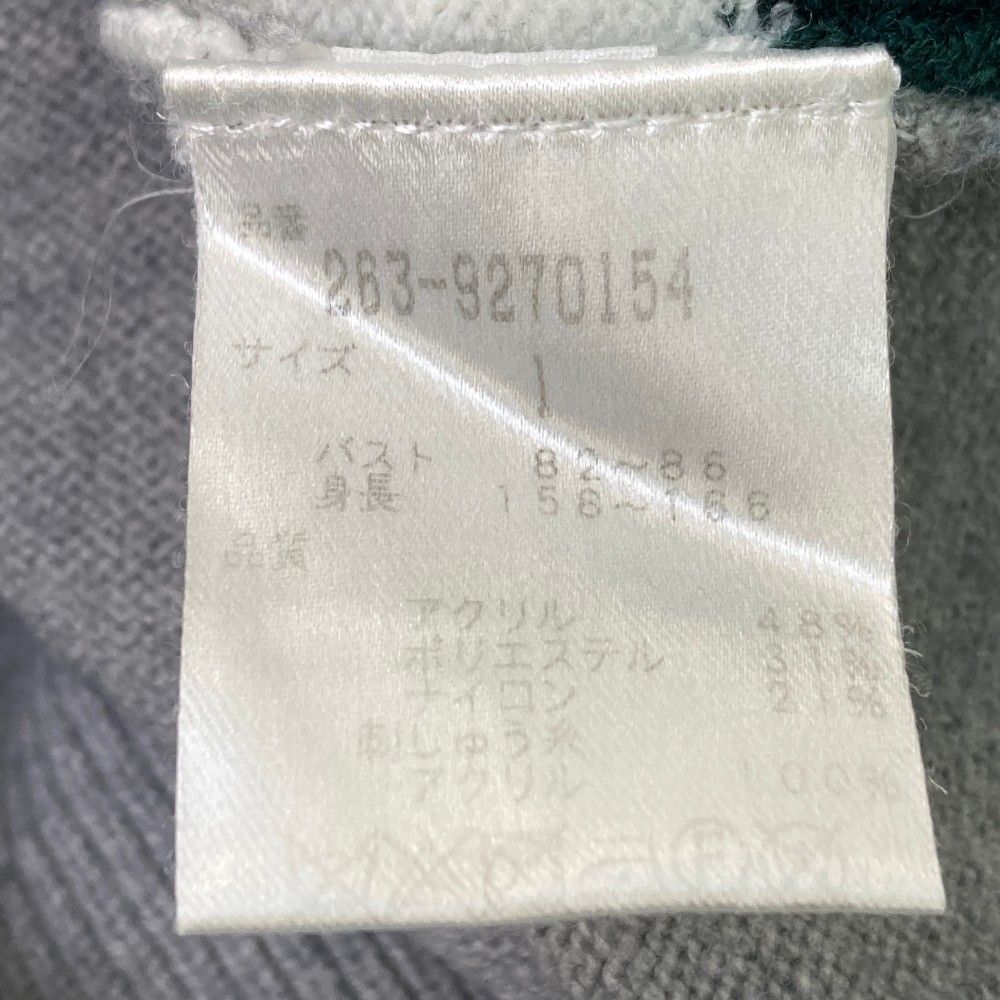 品番
263-9270154
サイズ 1
バスト 82~86
身長 156~166
品質
アクリル 48%
ポリエステル 31%
ナイロン 21%
刺しゅう糸
アクリル 100%